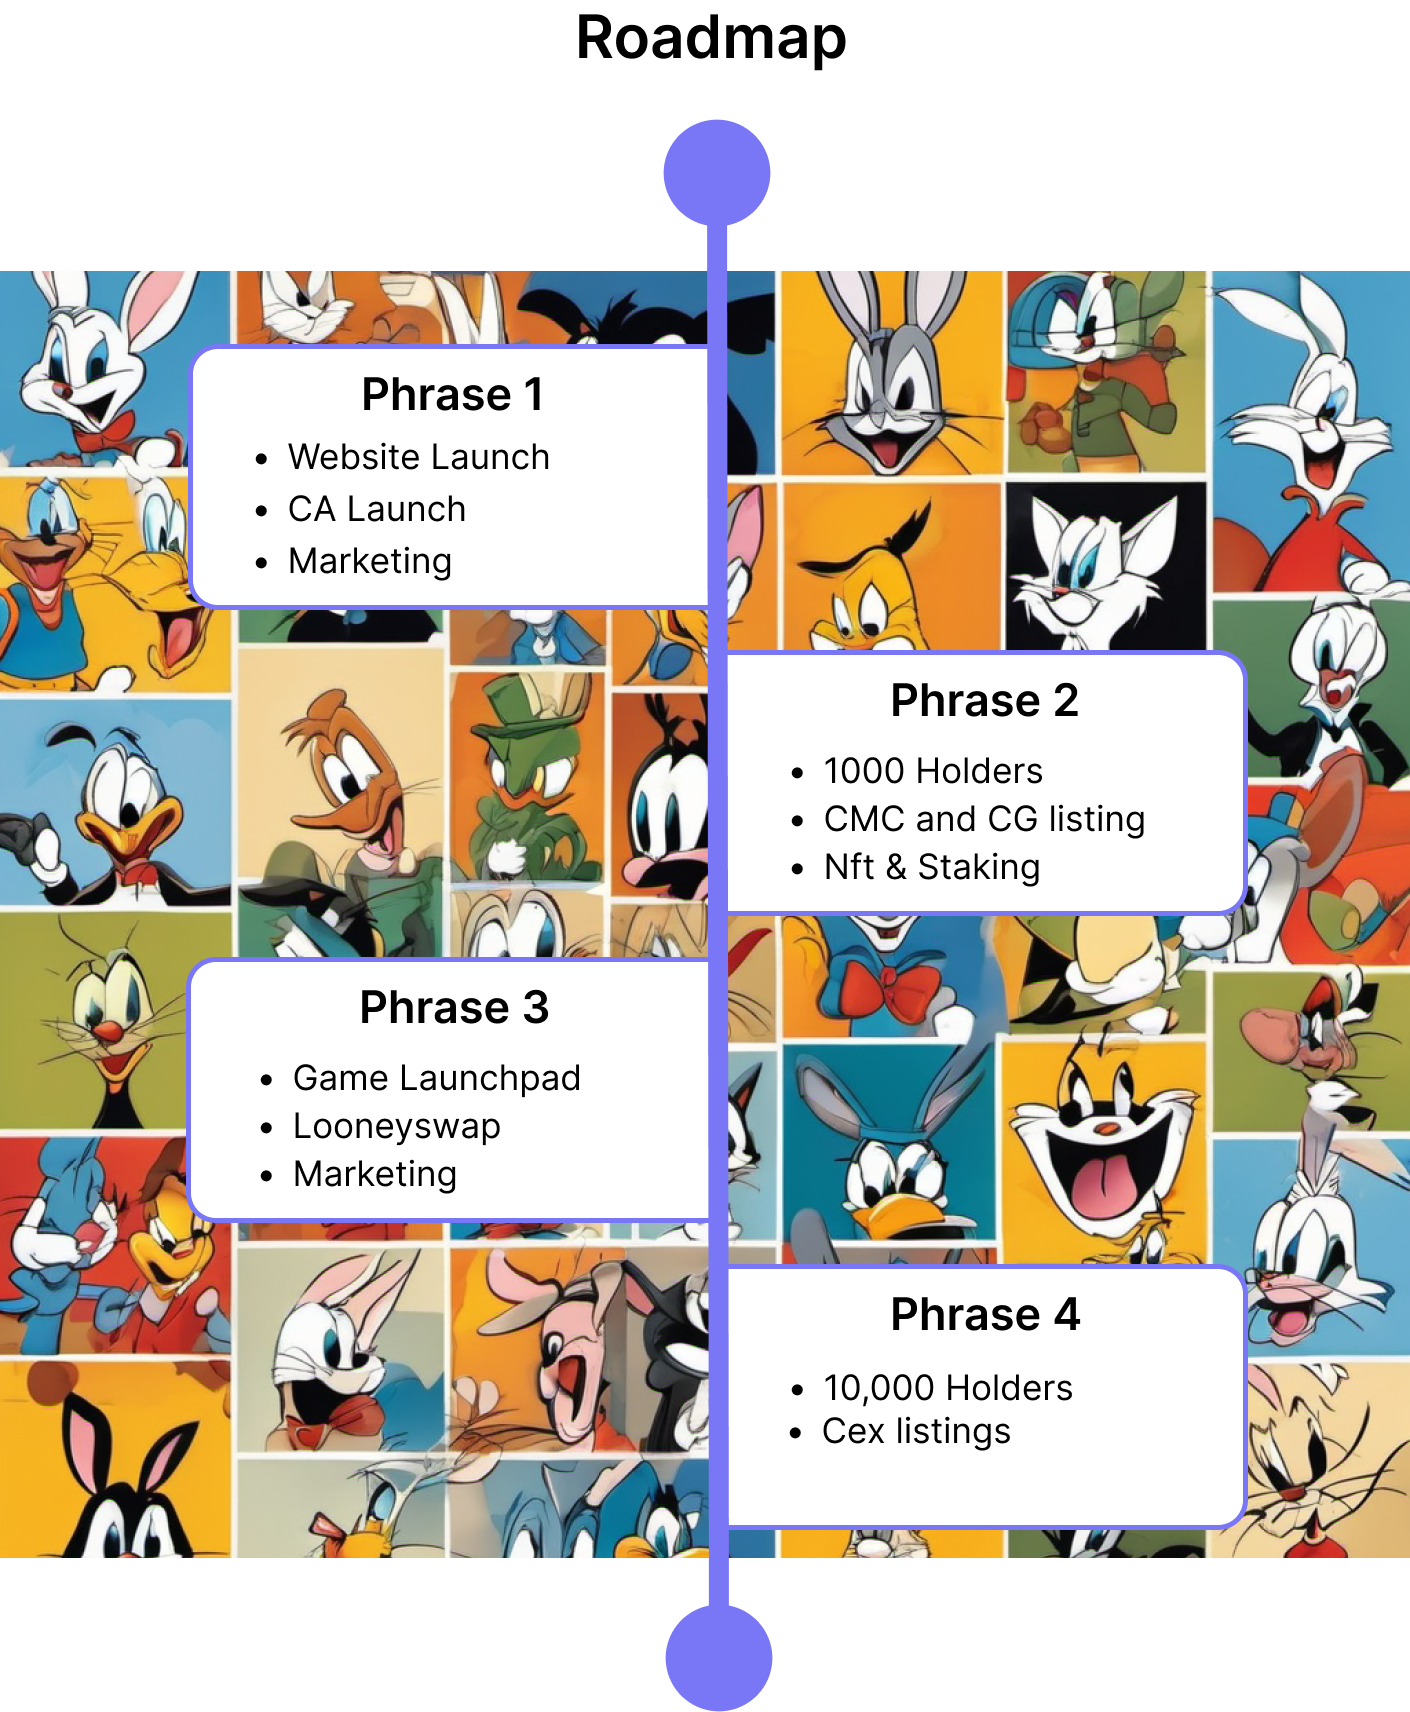 Roadmap
Phrase 1
• Website Launch
• CA Launch
• Marketing
Phrase 2
• 1000 Holders
• CMC and CG listing
• Nft & Staking
Phrase 3
• Game Launchpad
• Looneyswap
• Marketing
Phrase 4
• 10,000 Holders
• Cex listings